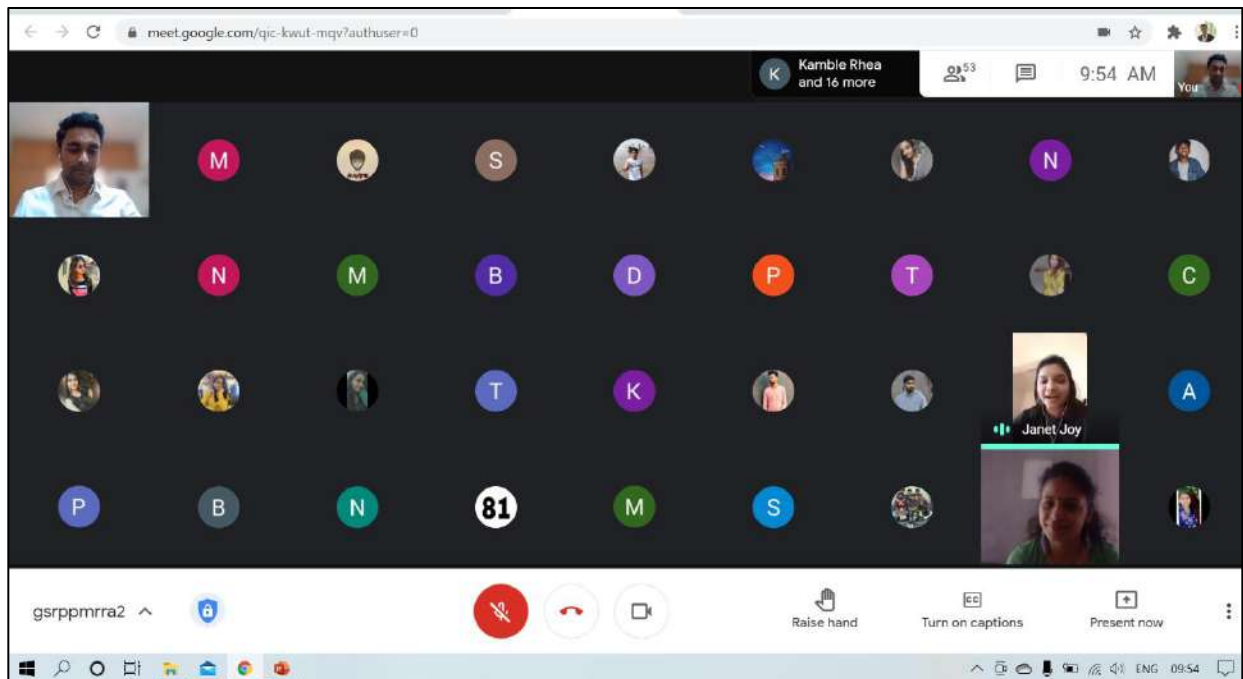 meet.google.com/qic-kwut-mqv?authuser=0
K Kamble Rhea
and 16 more
53
9:54 AM
You
M
S
N
N
M
B
D
P
T
C
T
K
Janet Joy
A
P
B
N
81
M
S
gsrppmrra2
Raise hand
CC
Turn on captions
Present now
ENG 09:54